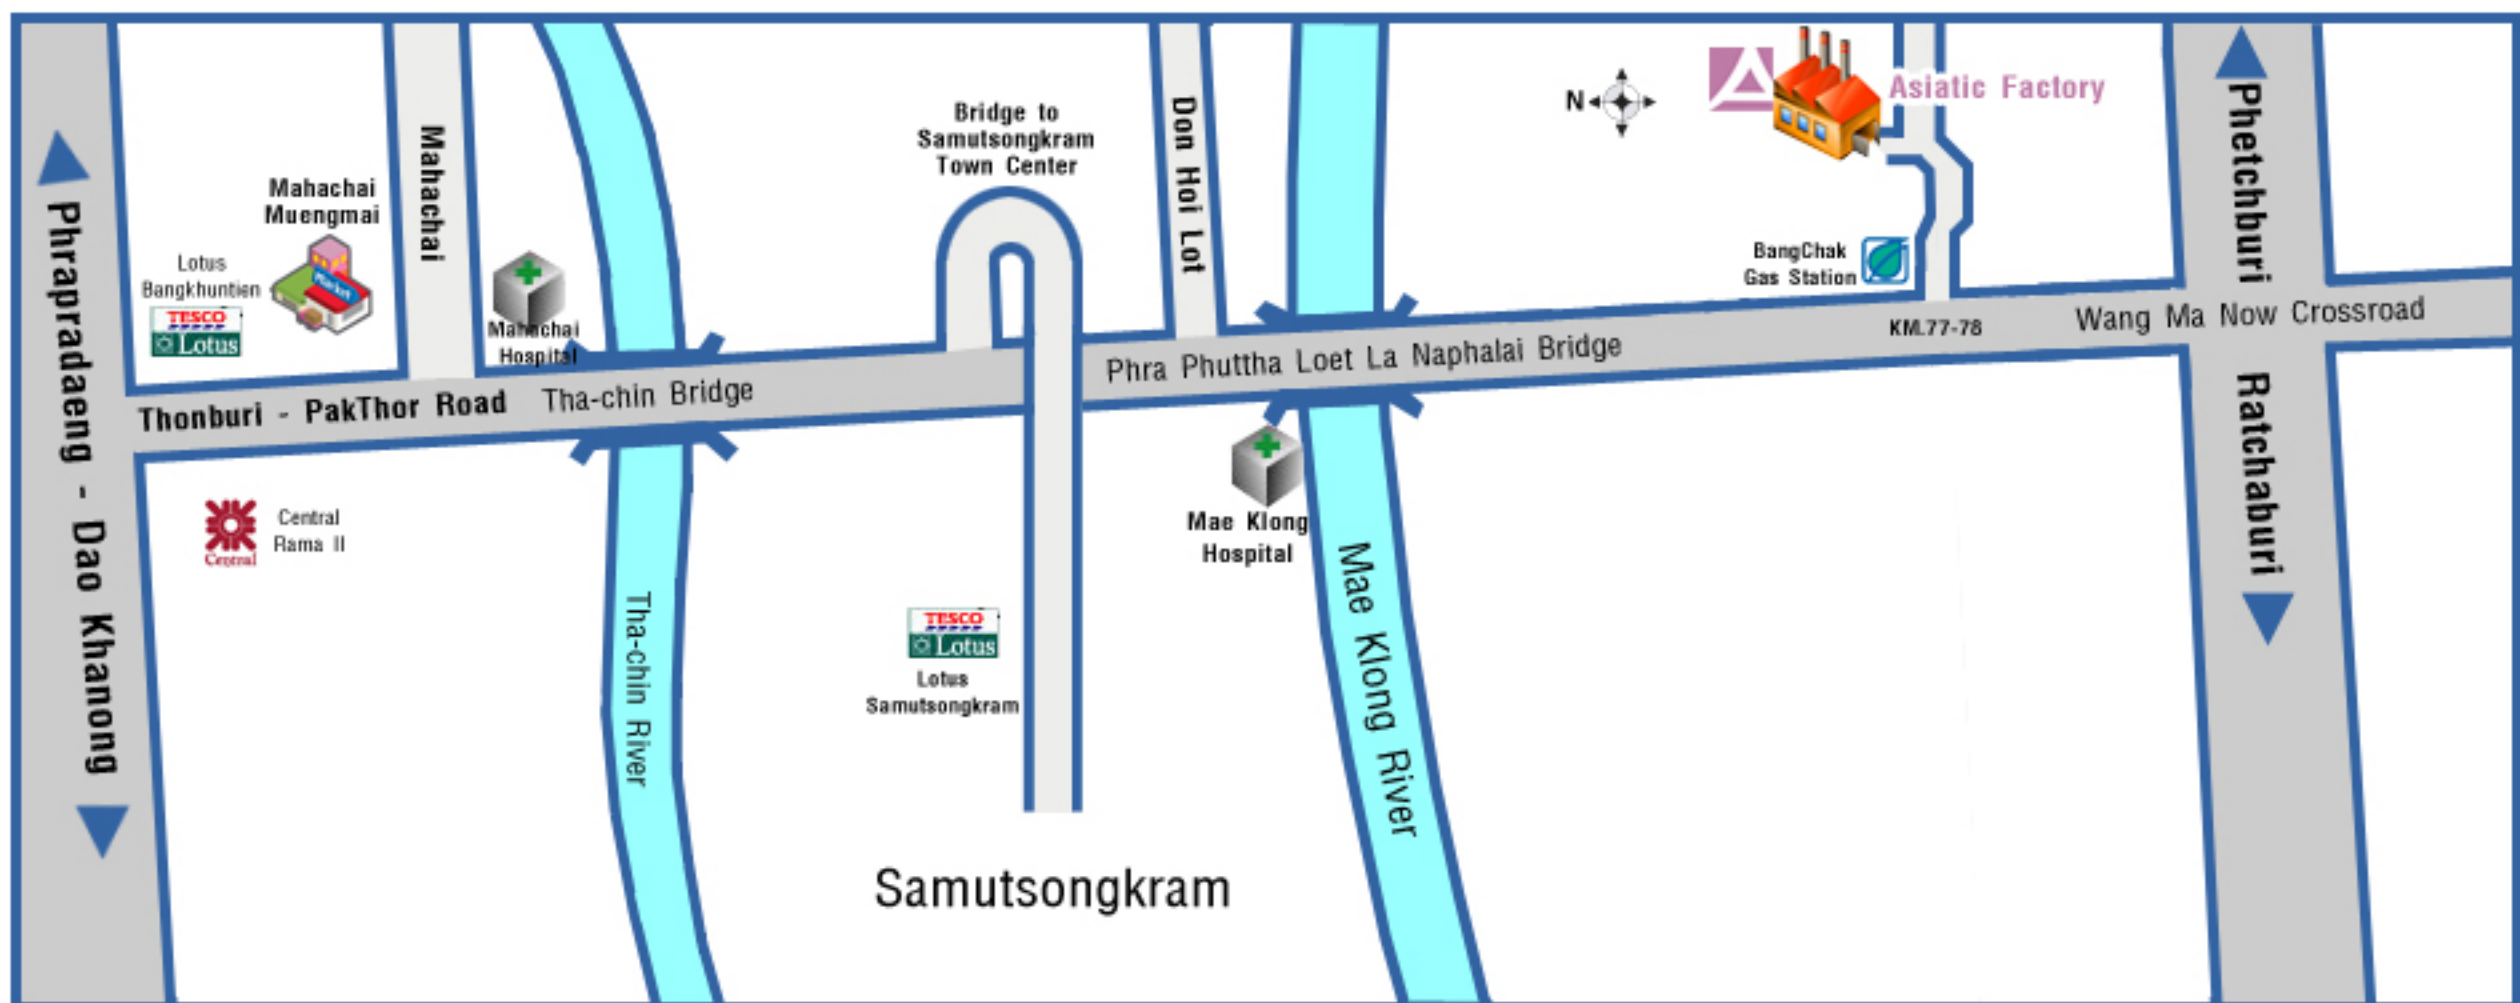 Phrapradaeng - Dao Khanong
Lotus
Bangkhuntien
TESCO
Lotus
Mahachai
Muengmai
Market
Mahachai
Mahachai
Hospital
Thonburi - PakThor Road
Tha-chin Bridge
Central
Central
Rama II
Tha-chin River
Bridge to
Samutsongkram
Town Center
TESCO
Lotus
Lotus
Samutsongkram
Samutsongkram
Don Hoi Lot
Phra Phuttha Loet La Naphalai Bridge
Mae Klong
Hospital
Mae Klong River
N
Asiatic Factory
BangChak
Gas Station
KM.77-78
Wang Ma Now Crossroad
Phetchburi
Ratchaburi